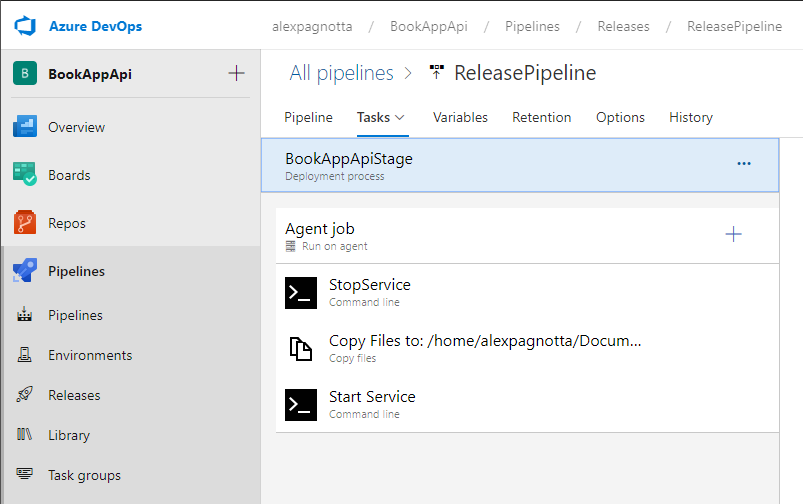 Azure DevOps
alexpagnotta / BookAppApi / Pipelines / Releases / ReleasePipeline
B BookAppApi +
Overview
Boards
Repos
Pipelines
Pipelines
Environments
Releases
Library
Task groups
All pipelines > ReleasePipeline
Pipeline Tasks Variables Retention Options History
BookAppApiStage ...
Deployment process
Agent job +
Run on agent
StopService
Command line
Copy Files to: /home/alexpagnotta/Docum...
Copy files
Start Service
Command line